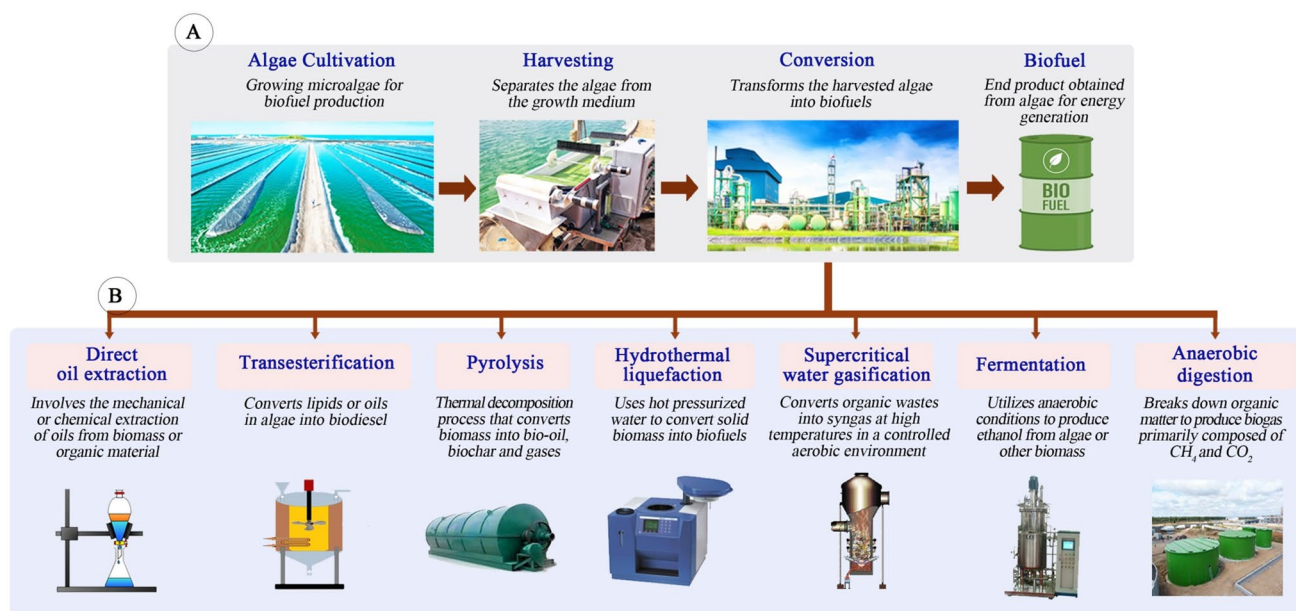 A
Algae Cultivation
Growing microalgae for
biofuel production
Harvesting
Separates the algae from
the growth medium
Conversion
Transforms the harvested algae
into biofuels
Biofuel
End product obtained
from algae for energy
generation
BIO
FUEL
B
Direct
oil extraction
Involves the mechanical
or chemical extraction
of oils from biomass or
organic material
Transesterification
Converts lipids or oils
in algae into biodiesel
Pyrolysis
Thermal decomposition
process that converts
biomass into bio-oil,
biochar and gases
Hydrothermal
liquefaction
Uses hot pressurized
water to convert solid
biomass into biofuels
Supercritical
water gasification
Converts organic wastes
into syngas at high
temperatures in a controlled
aerobic environment
Fermentation
Utilizes anaerobic
conditions to produce
ethanol from algae or
other biomass
Anaerobic
digestion
Breaks down organic
matter to produce biogas
primarily composed of
CH₄ and CO₂